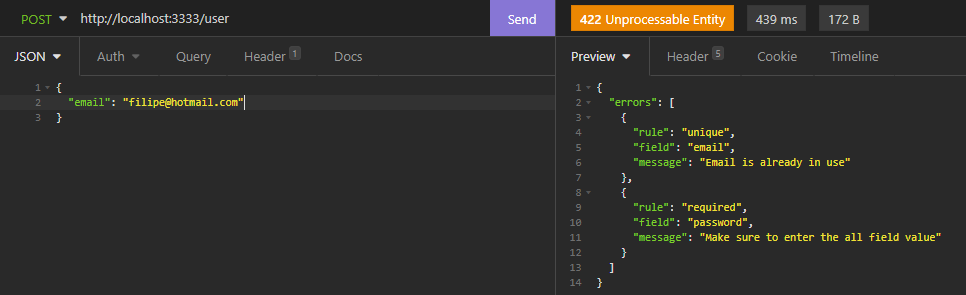 POST http://localhost:3333/user Send 422 Unprocessable Entity 439 ms 172 B
JSON Auth Query Header 1 Docs Preview Header 5 Cookie Timeline
1 {
2 "email": "filipe@hotmail.com"
3 }
1 {
2 "errors": [
3 {
4 "rule": "unique",
5 "field": "email",
6 "message": "Email is already in use"
7 },
8 {
9 "rule": "required",
10 "field": "password",
11 "message": "Make sure to enter the all field value"
12 }
13 ]
14 }